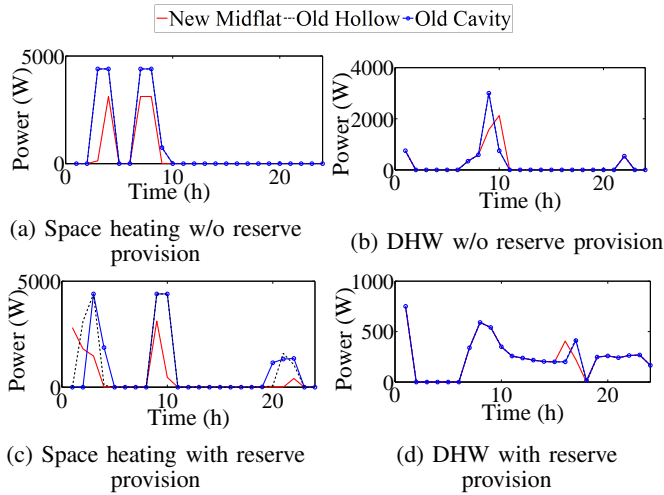 New Midflat Old Hollow Old Cavity
5000
Power (W)
0
0 10 20
Time (h)
(a) Space heating w/o reserve
provision
4000
2000
Power (W)
0
0 10 20
Time (h)
(b) DHW w/o reserve provision
5000
Power (W)
0
0 10 20
Time (h)
(c) Space heating with reserve
provision
1000
500
Power (W)
0
0 10 20
Time (h)
(d) DHW with reserve
provision